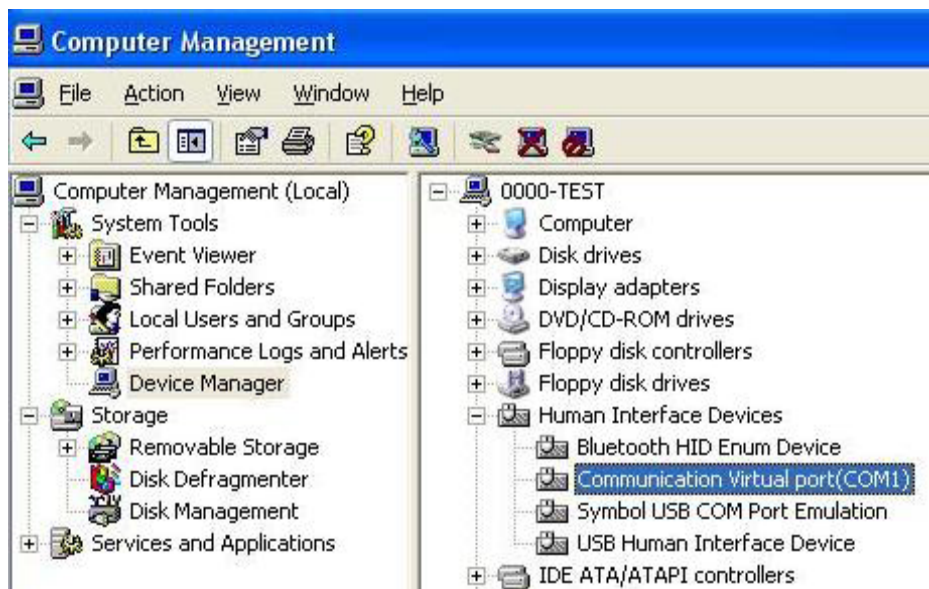 Computer Management
File Action View Window Help
Computer Management (Local)
System Tools
Event Viewer
Shared Folders
Local Users and Groups
Performance Logs and Alerts
Device Manager
Storage
Removable Storage
Disk Defragmenter
Disk Management
Services and Applications
0000-TEST
Computer
Disk drives
Display adapters
DVD/CD-ROM drives
Floppy disk controllers
Floppy disk drives
Human Interface Devices
Bluetooth HID Enum Device
Communication Virtual port(COM1)
Symbol USB COM Port Emulation
USB Human Interface Device
IDE ATA/ATAPI controllers